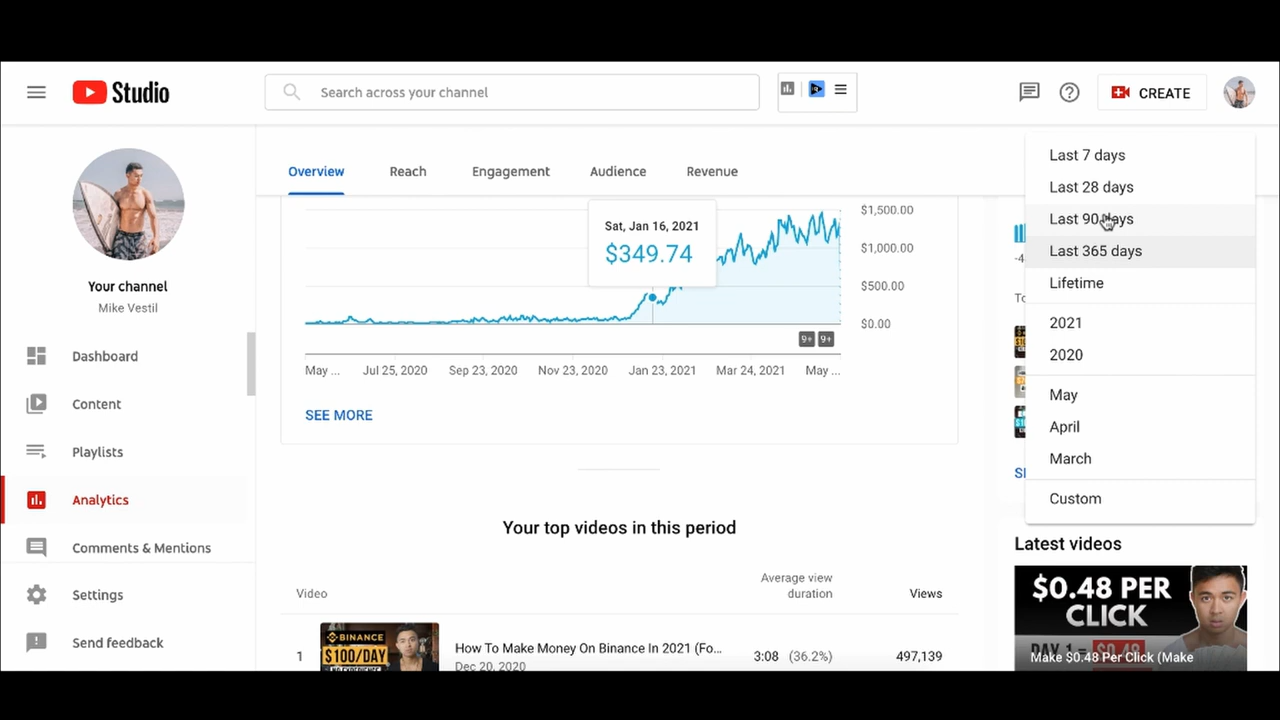 Studio
Search across your channel
CREATE
Your channel
Mike Vestil
Dashboard
Content
Playlists
Analytics
Comments & Mentions
Settings
Send feedback
Overview
Reach
Engagement
Audience
Revenue
Sat, Jan 16, 2021
$349.74
$1,500.00
$1,000.00
$500.00
$0.00
9+ 9+
May ...
Jul 25, 2020
Sep 23, 2020
Nov 23, 2020
Jan 23, 2021
Mar 24, 2021
May ...
SEE MORE
Your top videos in this period
Video
Average view
duration
Views
1
BINANCE
$100/DAY
How To Make Money On Binance In 2021 (Fo...
Dec 20, 2020
3:08 (36.2%)
497,139
Last 7 days
Last 28 days
Last 90 days
Last 365 days
Lifetime
2021
2020
May
April
March
Custom
Latest videos
$0.48 PER
CLICK
DAY 1 = $0.48
Make $0.48 Per Click (Make